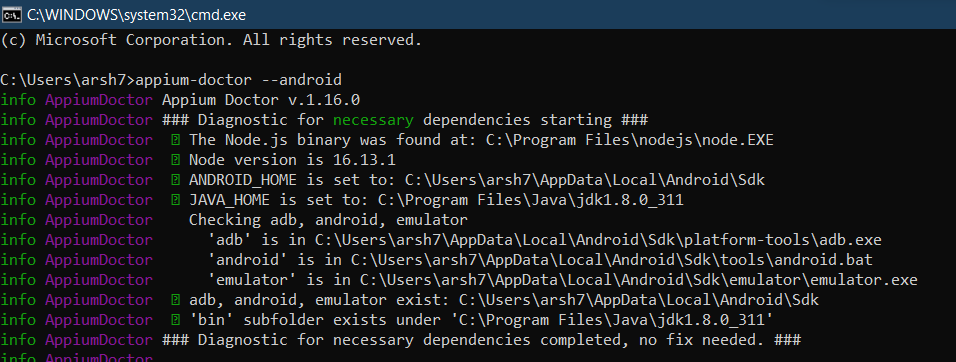 C:\WINDOWS\system32\cmd.exe
(c) Microsoft Corporation. All rights reserved.
C:\Users\arsh7>appium-doctor --android
info AppiumDoctor Appium Doctor v.1.16.0
info AppiumDoctor ### Diagnostic for necessary dependencies starting ###
info AppiumDoctor The Node.js binary was found at: C:\Program Files\nodejs\node.EXE
info AppiumDoctor Node version is 16.13.1
info AppiumDoctor ANDROID_HOME is set to: C:\Users\arsh7\AppData\Local\Android\Sdk
info AppiumDoctor JAVA_HOME is set to: C:\Program Files\Java\jdk1.8.0_311
info AppiumDoctor Checking adb, android, emulator
info AppiumDoctor 'adb' is in C:\Users\arsh7\AppData\Local\Android\Sdk\platform-tools\adb.exe
info AppiumDoctor 'android' is in C:\Users\arsh7\AppData\Local\Android\Sdk\tools\android.bat
info AppiumDoctor 'emulator' is in C:\Users\arsh7\AppData\Local\Android\Sdk\emulator\emulator.exe
info AppiumDoctor adb, android, emulator exist: C:\Users\arsh7\AppData\Local\Android\Sdk
info AppiumDoctor 'bin' subfolder exists under 'C:\Program Files\Java\jdk1.8.0_311'
info AppiumDoctor ### Diagnostic for necessary dependencies completed, no fix needed. ###
info AppiumDoctor